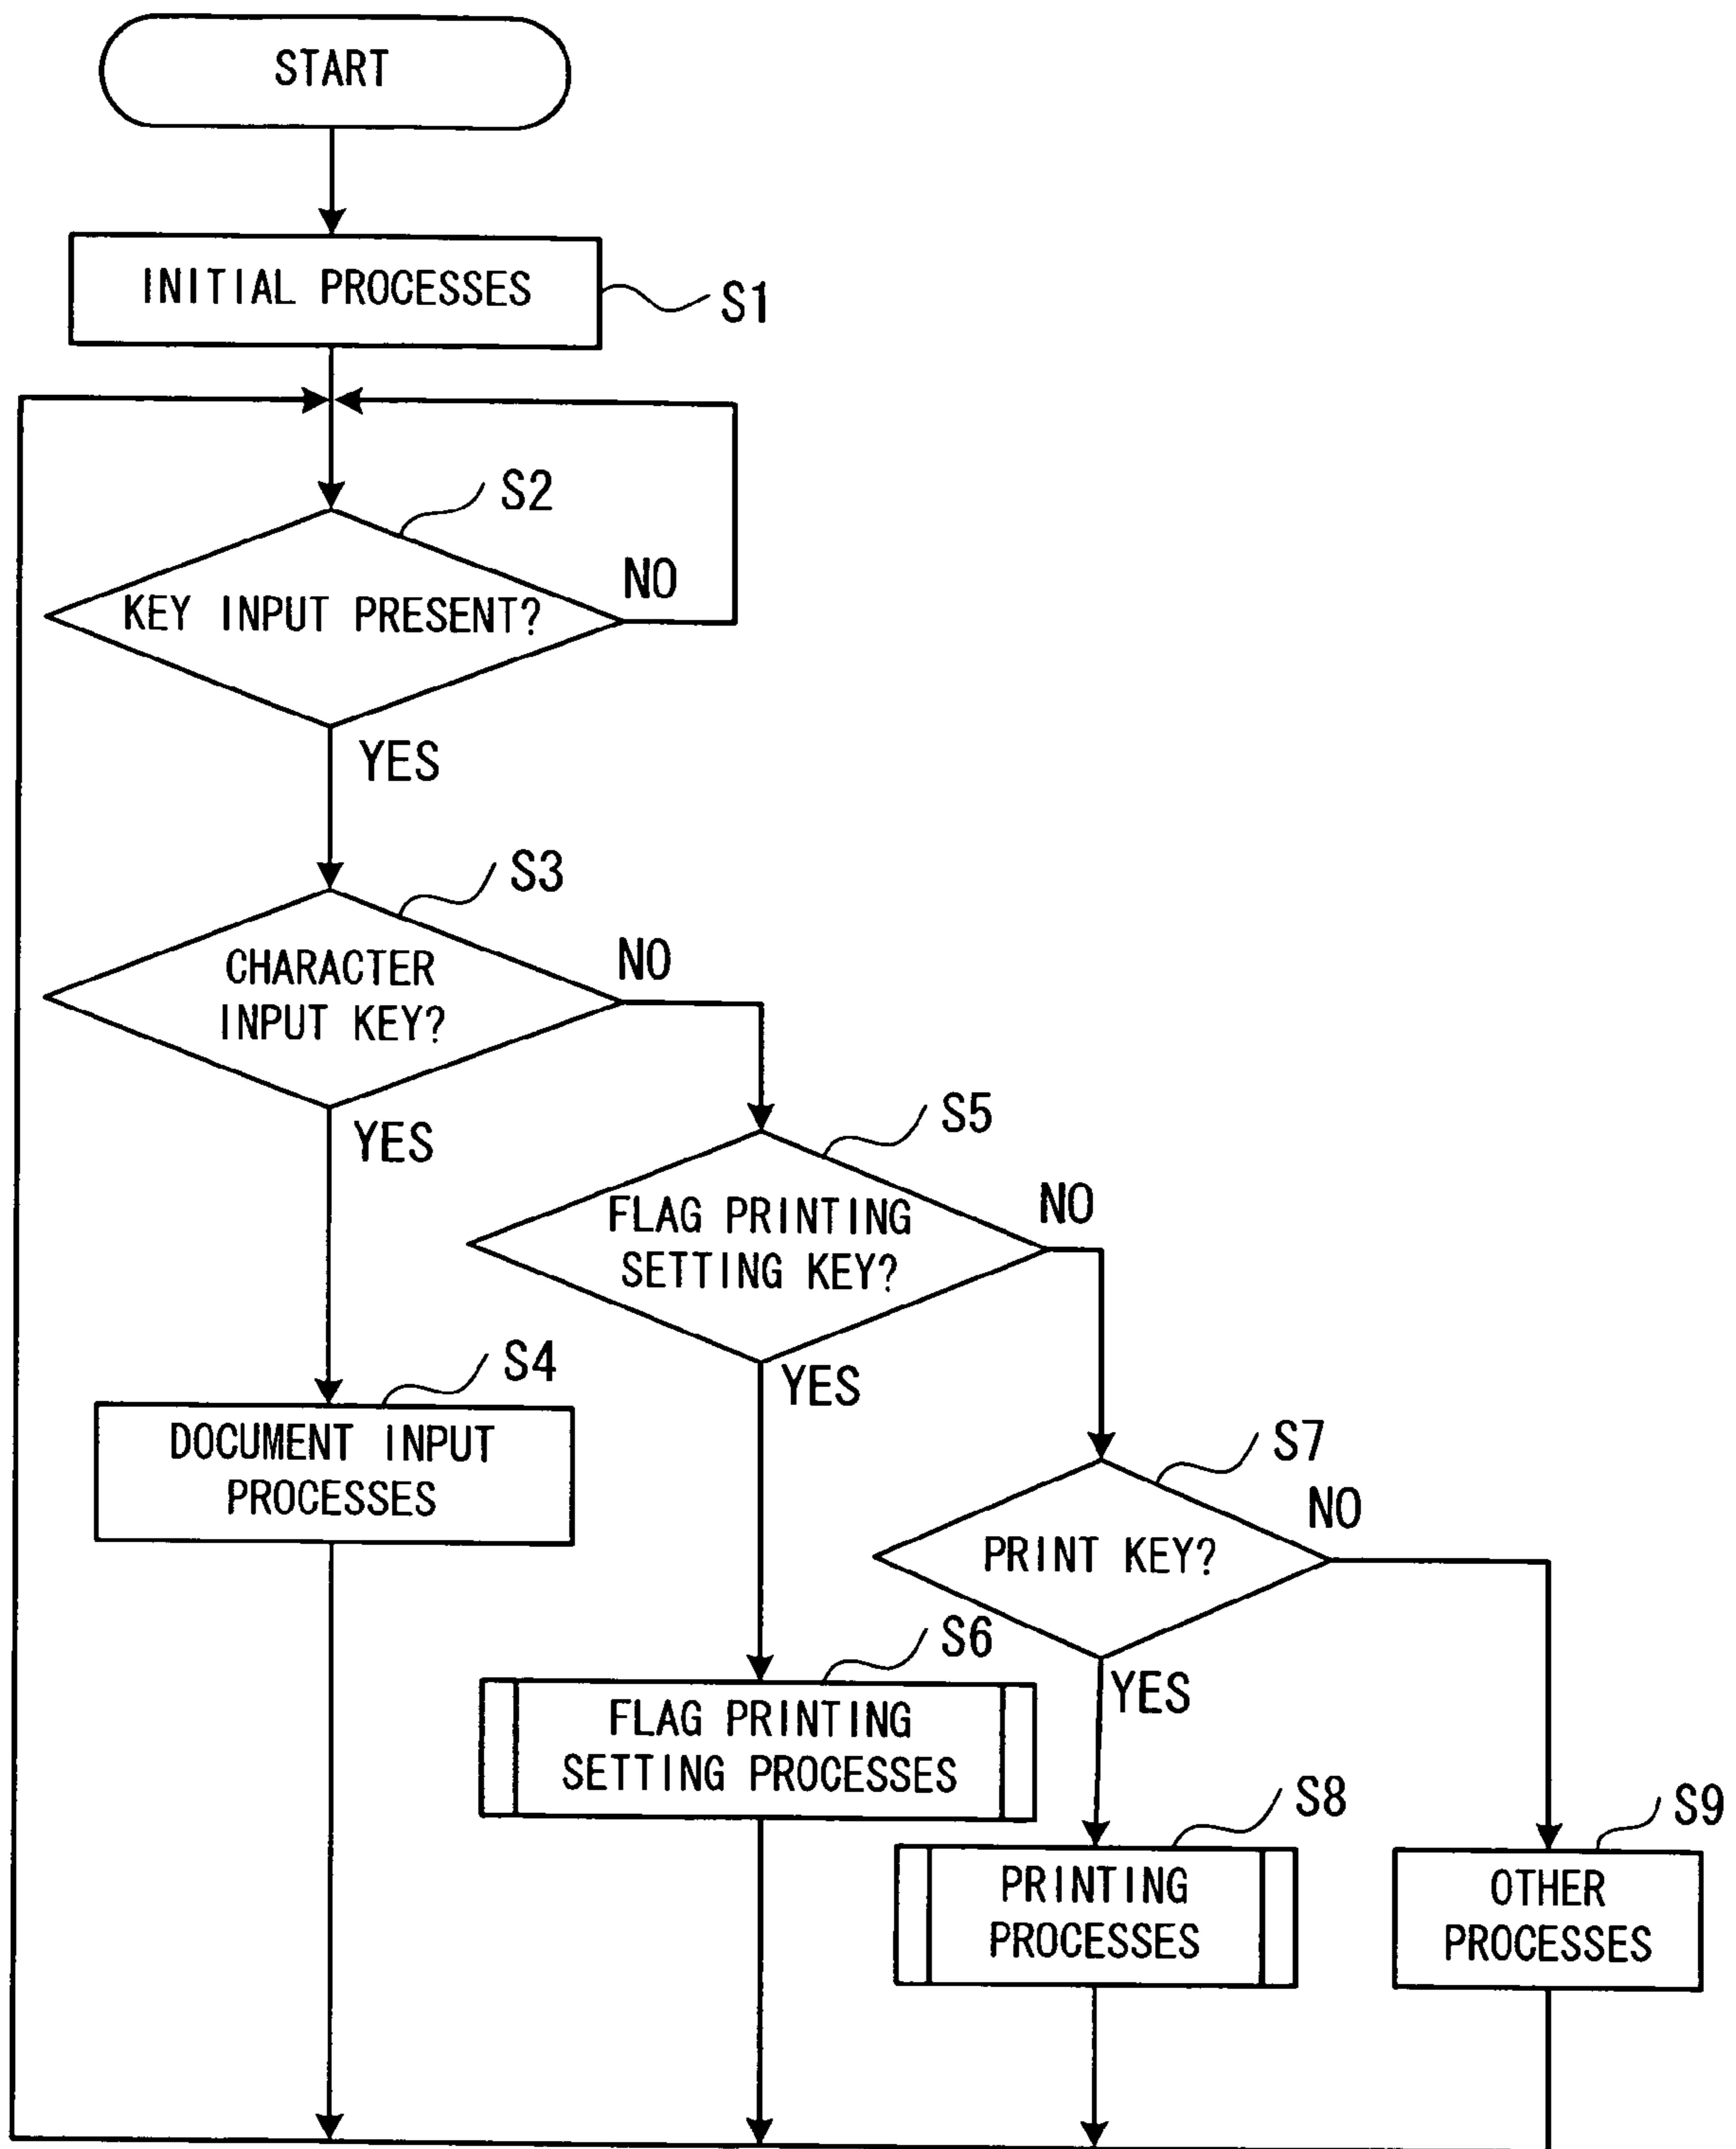 START
INITIAL PROCESSES
S1
S2
KEY INPUT PRESENT?
NO
YES
S3
CHARACTER
INPUT KEY?
NO
YES
S5
FLAG PRINTING
SETTING KEY?
NO
YES
S4
DOCUMENT INPUT
PROCESSES
S7
PRINT KEY?
NO
YES
S6
FLAG PRINTING
SETTING PROCESSES
S8
PRINTING
PROCESSES
S9
OTHER
PROCESSES